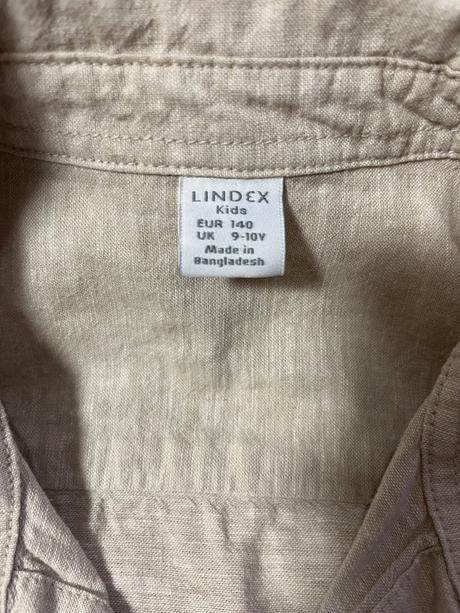 LINDEX
Kids
EUR 140
UK 9-10Y
Made in
Bangladesh